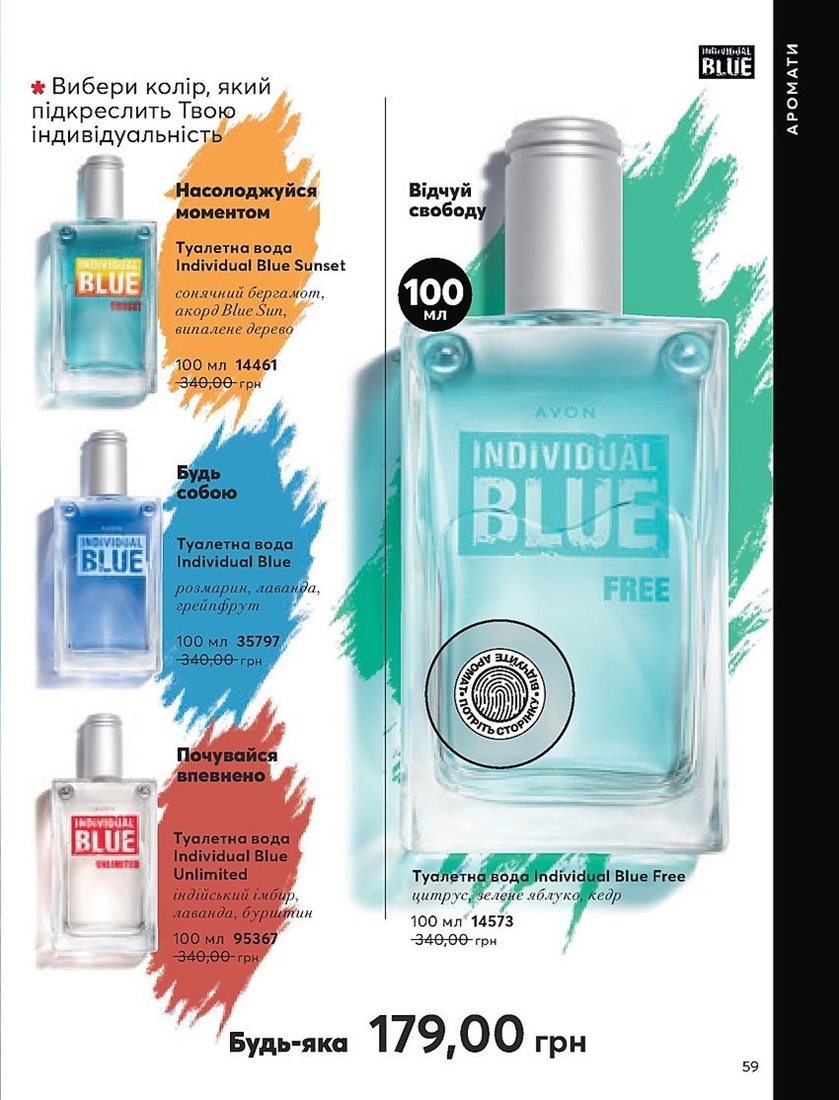 INDIVIDUAL
BLUE
АРОМАТИ
* Вибери колір, який
підкреслить Твою
індивідуальність
Насолоджуйся
моментом
Туалетна вода
Individual Blue Sunset
сонячний бергамот,
акорд Blue Sun,
випалене дерево
100 мл 14461
340,00 грн
INDIVIDUAL
BLUE
SUNSET
Будь
собою
Туалетна вода
Individual Blue
розмарин, лаванда,
грейпфрут
100 мл 35797
340,00 грн
AVON
INDIVIDUAL
BLUE
Почувайся
впевнено
Туалетна вода
Individual Blue
Unlimited
індійський імбир,
лаванда, бурштин
100 мл 95367
340,00 грн
AVON
INDIVIDUAL
BLUE
UNLIMITED
Відчуй
свободу
100
мл
AVON
INDIVIDUAL
BLUE
FREE
ВІДЧУЙТЕ АРОМАТ • ПОТРІТЬ СТОРІНКУ •
Туалетна вода Individual Blue Free
цитрус, зелене яблуко, кедр
100 мл 14573
340,00 грн
Будь-яка 179,00 грн
59